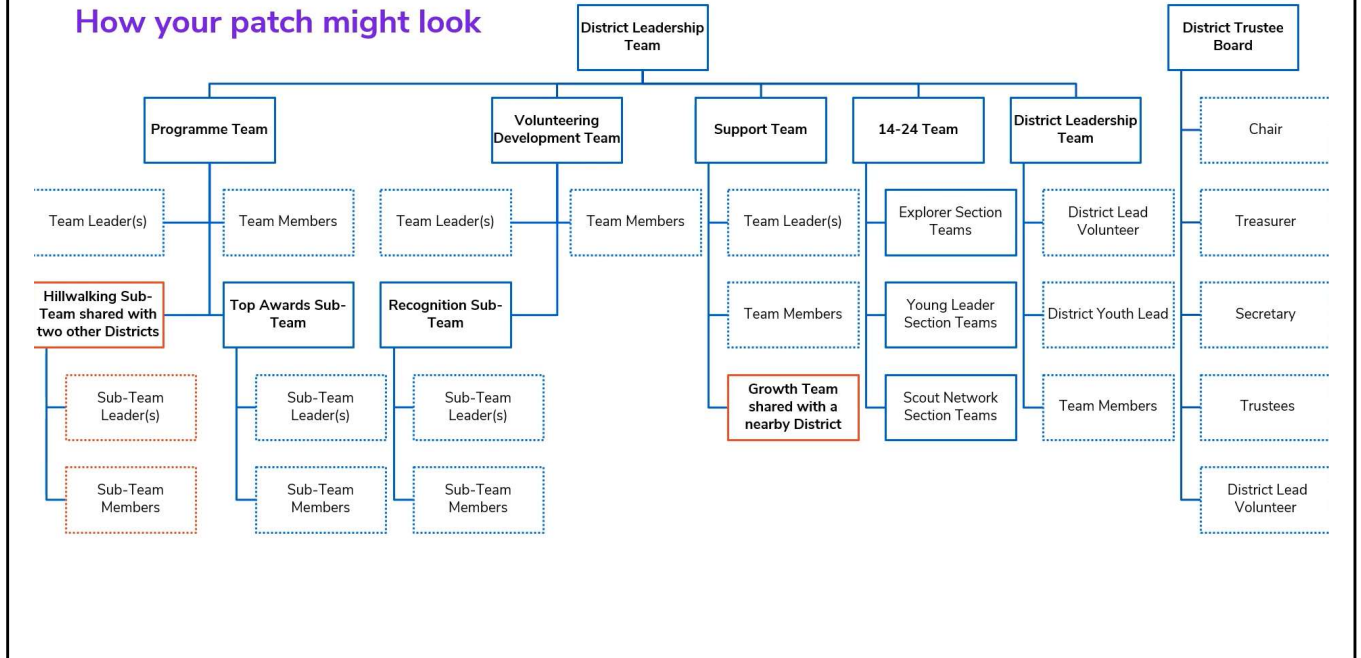 How your patch might look
District Leadership
Team
District Trustee
Board
Programme Team
Volunteering
Development Team
Support Team
14-24 Team
District Leadership
Team
Chair
Team Leader(s)
Team Members
Team Leader(s)
Team Members
Team Leader(s)
Explorer Section
Teams
District Lead
Volunteer
Treasurer
Hillwalking Sub-
Team shared with
two other Districts
Top Awards Sub-
Team
Recognition Sub-
Team
Team Members
Young Leader
Section Teams
District Youth Lead
Secretary
Sub-Team
Leader(s)
Sub-Team
Leader(s)
Sub-Team
Leader(s)
Growth Team
shared with a
nearby District
Scout Network
Section Teams
Team Members
Trustees
Sub-Team
Members
Sub-Team
Members
Sub-Team
Members
District Lead
Volunteer